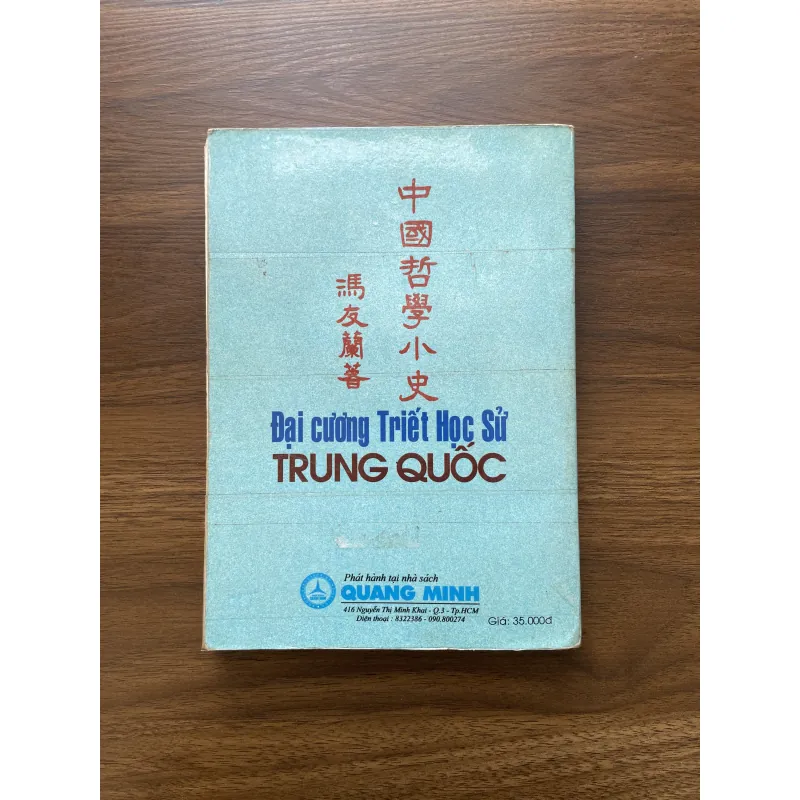 中國哲學小史
馮友蘭著
Đại cương Triết Học Sử
TRUNG QUỐC
Phát hành tại nhà sách
QUANG MINH
416 Nguyễn Thị Minh Khai - Q.3 - Tp.HCM
Điện thoại : 8322386 - 090.800274
Giá: 35.000đ